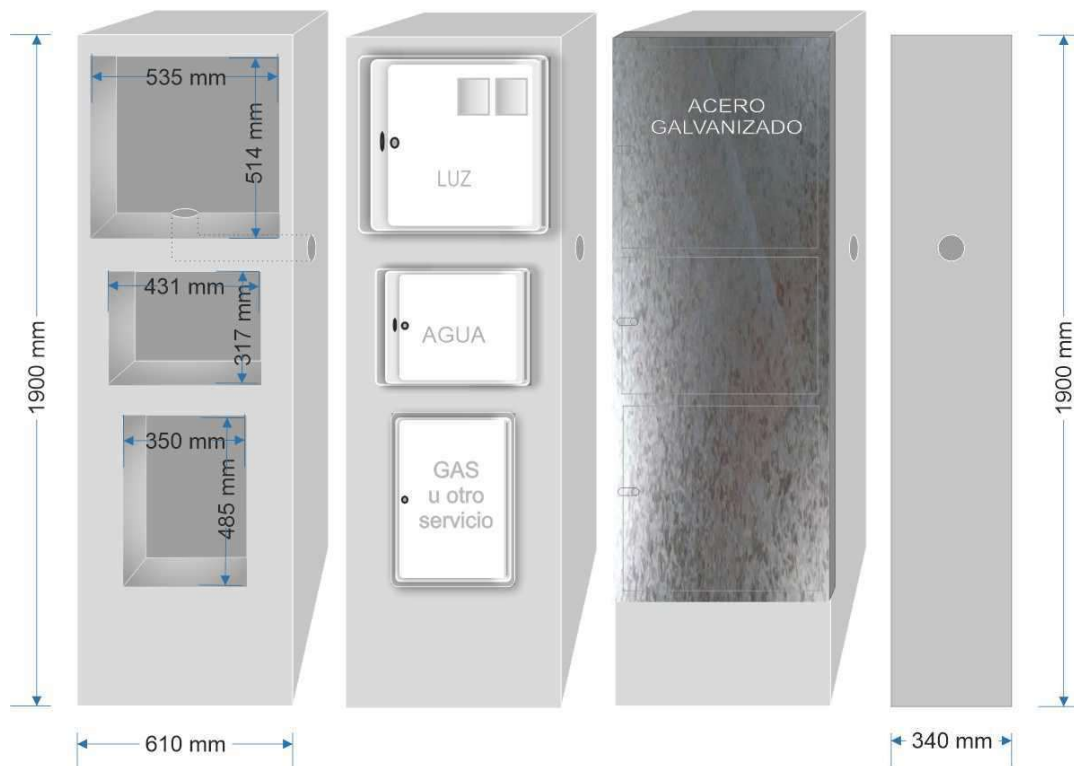 1900 mm
535 mm
514 mm
431 mm
317 mm
350 mm
485 mm
610 mm
LUZ
AGUA
GAS
u otro
servicio
ACERO
GALVANIZADO
1900 mm
340 mm